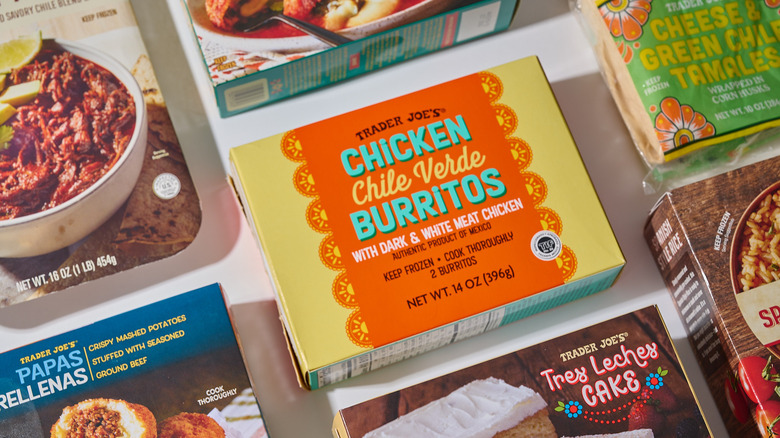 KEEP FROZEN
D SAVORY CHILE BLEND
NET WT. 16 OZ (1 LB) 454g
TRADER JOE'S
CHEESE &
GREEN CHILE
TAMALES
WRAPPED IN
CORN HUSKS
KEEP
FROZEN
NET WT. 10 OZ
TRADER JOE'S®
CHICKEN
Chile Verde
BURRITOS
WITH DARK & WHITE MEAT CHICKEN
AUTHENTIC PRODUCT OF MEXICO
KEEP FROZEN • COOK THOROUGHLY
2 BURRITOS
NET WT. 14 OZ (396g)
KEEP FROZEN
TRADER JOE'S®
PAPAS
RELLENAS
CRISPY MASHED POTATOES
STUFFED WITH SEASONED
GROUND BEEF
COOK
THOROUGHLY
TRADER JOE'S®
Tres Leches
CAKE